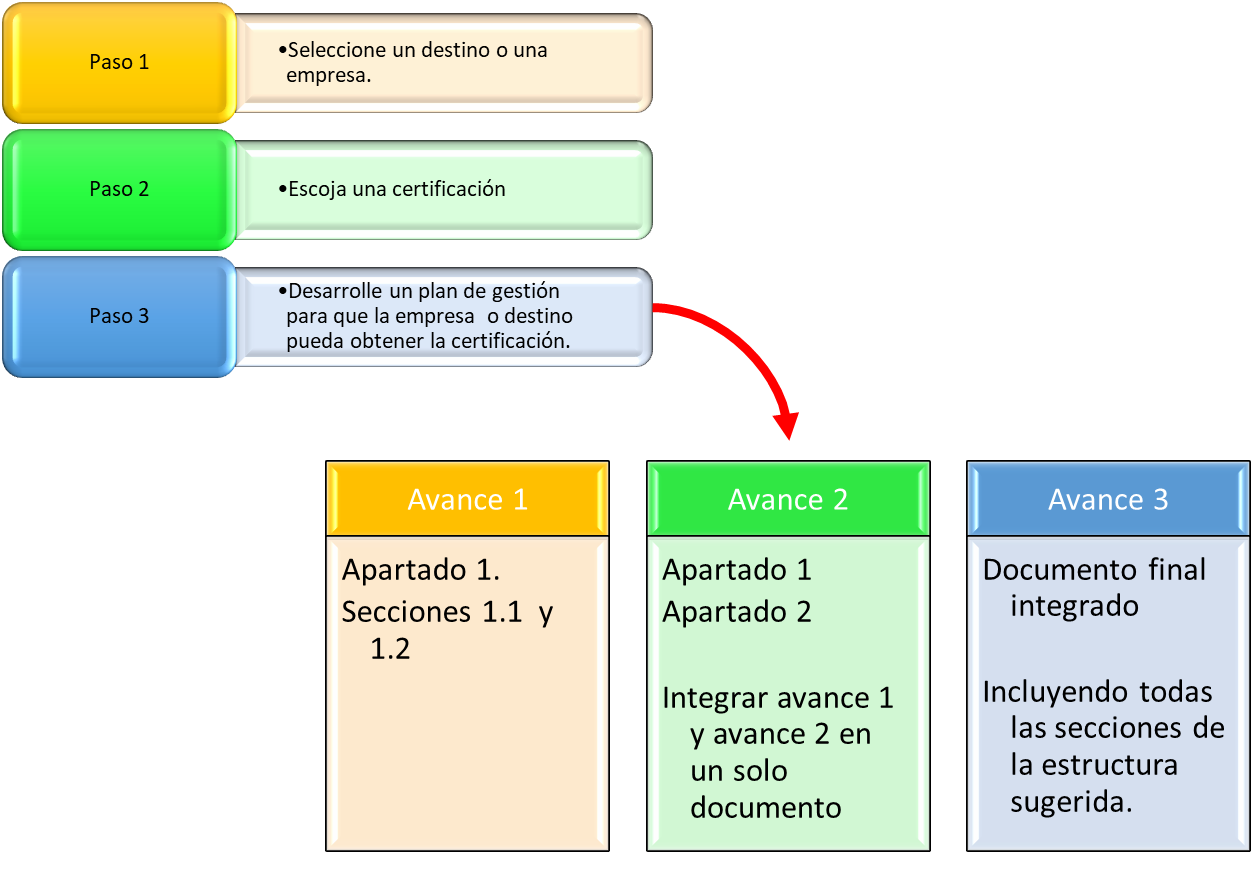 Paso 1
•Seleccione un destino o una
empresa.
Paso 2
•Escoja una certificación
Paso 3
•Desarrolle un plan de gestión
para que la empresa  o destino
pueda obtener la certificación.
Avance 1
Apartado 1.
Secciones 1.1  y
1.2
Avance 2
Apartado 1
Apartado 2
Integrar avance 1
y avance 2 en
un solo
documento
Avance 3
Documento final
integrado
Incluyendo todas
las secciones de
la estructura
sugerida.